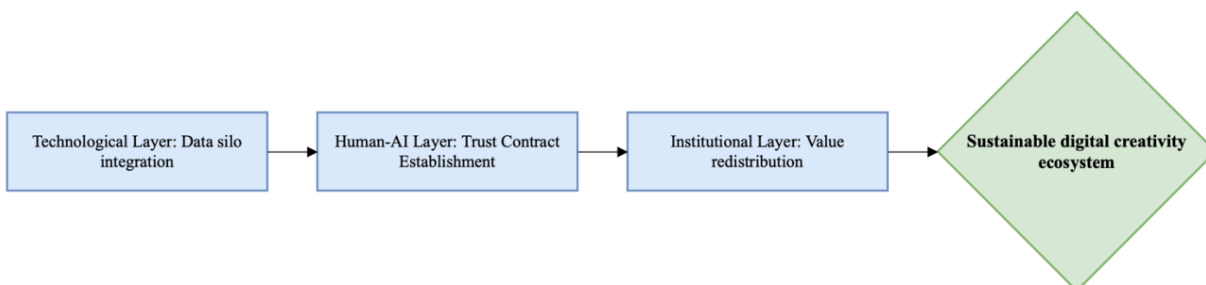 Technological Layer: Data silo
integration
Human-AI Layer: Trust Contract
Establishment
Institutional Layer: Value
redistribution
Sustainable digital creativity
ecosystem